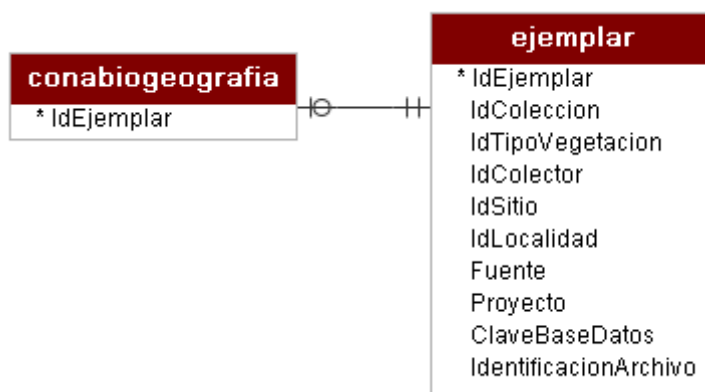 conabiogeografia
* IdEjemplar
ejemplar
* IdEjemplar
IdColeccion
IdTipoVegetacion
IdColector
IdSitio
IdLocalidad
Fuente
Proyecto
ClaveBaseDatos
IdentificacionArchivo